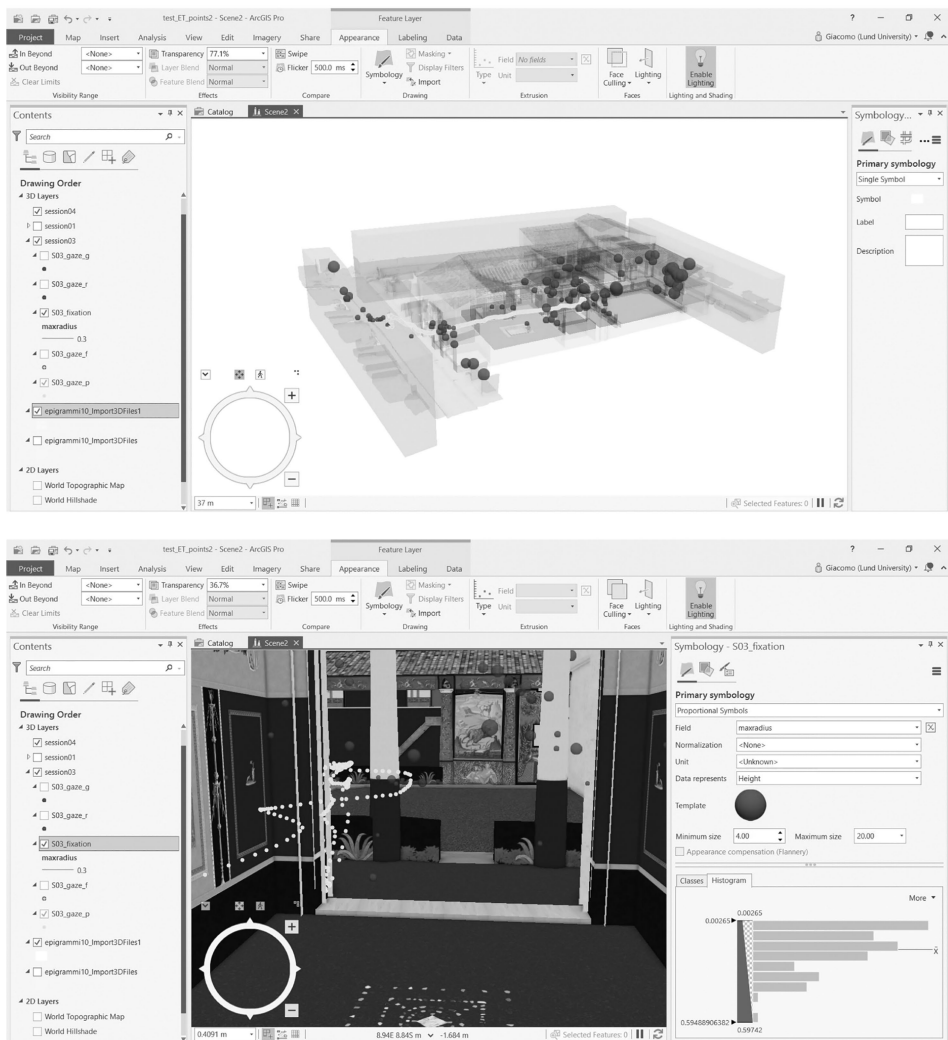 test_ET_points2 - Scene2 - ArcGIS Pro Feature Layer ?
Project Map Insert Analysis View Edit Imagery Share Appearance Labeling Data Giacomo (Lund University)
In Beyond <None> Transparency 77.1% Swipe Masking Field No fields
Out Beyond <None> Layer Blend Normal Flicker 500.0 ms Symbology Display Filters Type Unit Face Culling Lighting Enable Lighting
Clear Limits Feature Blend Normal Import
Visibility Range Effects Compare Drawing Extrusion Faces Lighting and Shading
Contents Catalog Scene2 Symbology...
Search
Primary symbology
Drawing Order Single Symbol
3D Layers
session04 Symbol
session01
session03 Label
S03_gaze_g
Description
S03_gaze_r
S03_fixation
maxradius
0.3
S03_gaze_f
S03_gaze_p
epigrammi10_Import3DFiles1
epigrammi10_Import3DFiles
2D Layers
World Topographic Map
World Hillshade
37 m Selected Features: 0
test_ET_points2 - Scene2 - ArcGIS Pro Feature Layer ?
Project Map Insert Analysis View Edit Imagery Share Appearance Labeling Data Giacomo (Lund University)
In Beyond <None> Transparency 36.7% Swipe Masking Field
Out Beyond <None> Layer Blend Normal Flicker 500.0 ms Symbology Display Filters Type Unit Face Culling Lighting Enable Lighting
Clear Limits Feature Blend Normal Import
Visibility Range Effects Compare Drawing Extrusion Faces Lighting and Shading
Contents Catalog Scene2 Symbology - S03_fixation
Search
Primary symbology
Drawing Order Proportional Symbols
3D Layers
Field maxradius
session04
session01 Normalization <None>
session03 Unit <Unknown>
S03_gaze_g Data represents Height
S03_gaze_r Template
S03_fixation Minimum size 4.00 Maximum size 20.00
maxradius Appearance compensation (Flannery)
0.3
S03_gaze_f Classes Histogram
More
S03_gaze_p
0.00265
0.00265
epigrammi10_Import3DFiles1
x̄
epigrammi10_Import3DFiles
2D Layers
World Topographic Map
0.59488906382
World Hillshade
0.59742
0.4091 m 8.94E 8.84S m -1.684 m Selected Features: 0